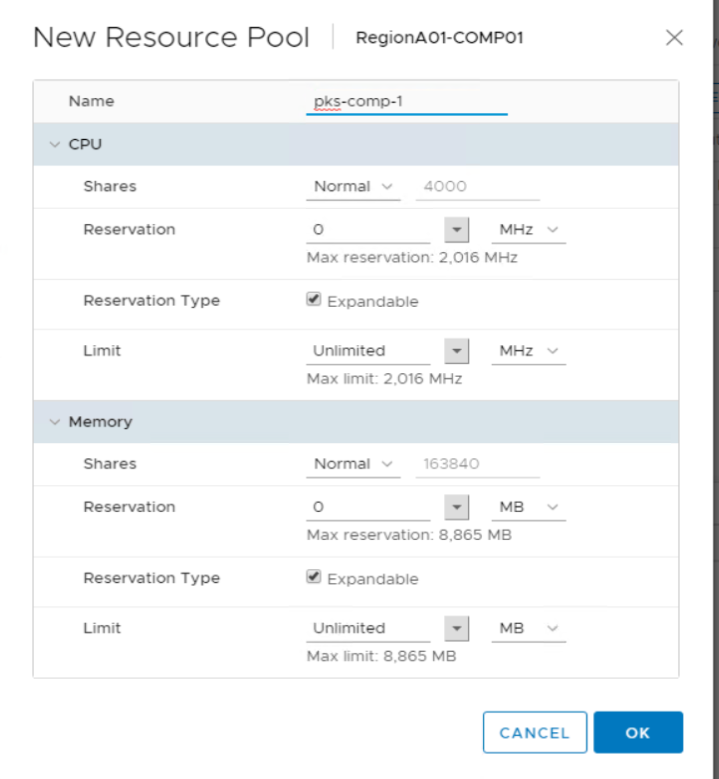 New Resource Pool RegionA01-COMP01
Name pks-comp-1
CPU
Shares Normal 4000
Reservation 0 MHz
Max reservation: 2,016 MHz
Reservation Type Expandable
Limit Unlimited MHz
Max limit: 2,016 MHz
Memory
Shares Normal 163840
Reservation 0 MB
Max reservation: 8,865 MB
Reservation Type Expandable
Limit Unlimited MB
Max limit: 8,865 MB
CANCEL OK